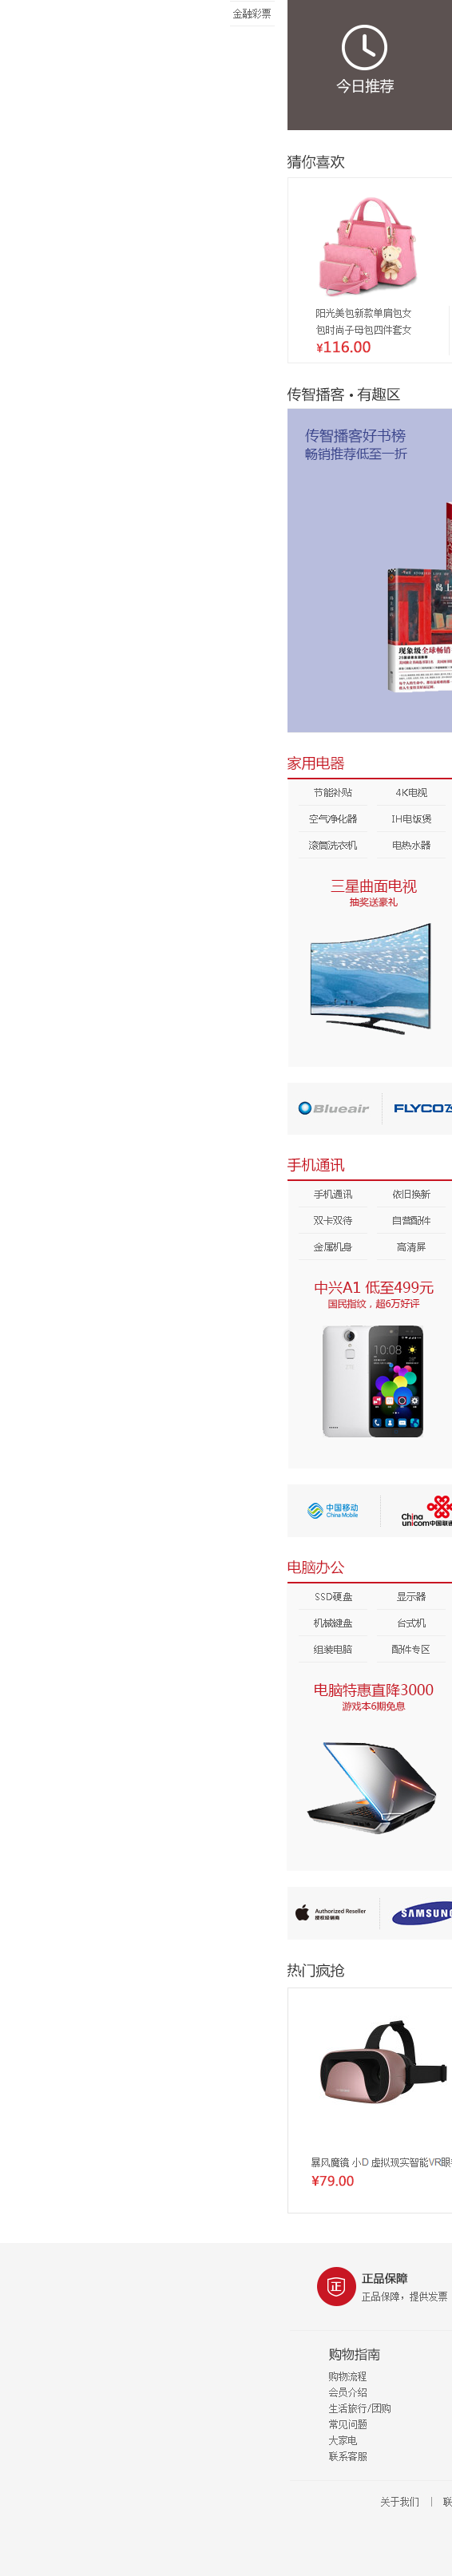 金融彩票
今日推荐
猜你喜欢
阳光美包新款单肩包女
包时尚子母包四件套女
¥116.00
传智播客·有趣区
传智播客好书榜
畅销推荐低至一折
岛上
现象级全球畅销
家用电器
节能补贴 4K电视
空气净化器 IH电饭煲
滚筒洗衣机 电热水器
三星曲面电视
抽奖送豪礼
Blueair FLYCO
手机通讯
手机通讯 依旧换新
双卡双待 自营配件
金属机身 高清屏
中兴A1 低至499元
国民指纹，超6万好评
10:08
中国移动
China Mobile
China
unicom中国联通
电脑办公
SSD硬盘 显示器
机械键盘 台式机
组装电脑 配件专区
电脑特惠直降3000
游戏本6期免息
Authorized Reseller
授权经销商
SAMSUNG
热门疯抢
暴风魔镜 小D 虚拟现实智能VR眼
¥79.00
正
正品保障
正品保障，提供发票
购物指南
购物流程
会员介绍
生活旅行/团购
常见问题
大家电
联系客服
关于我们 | 联